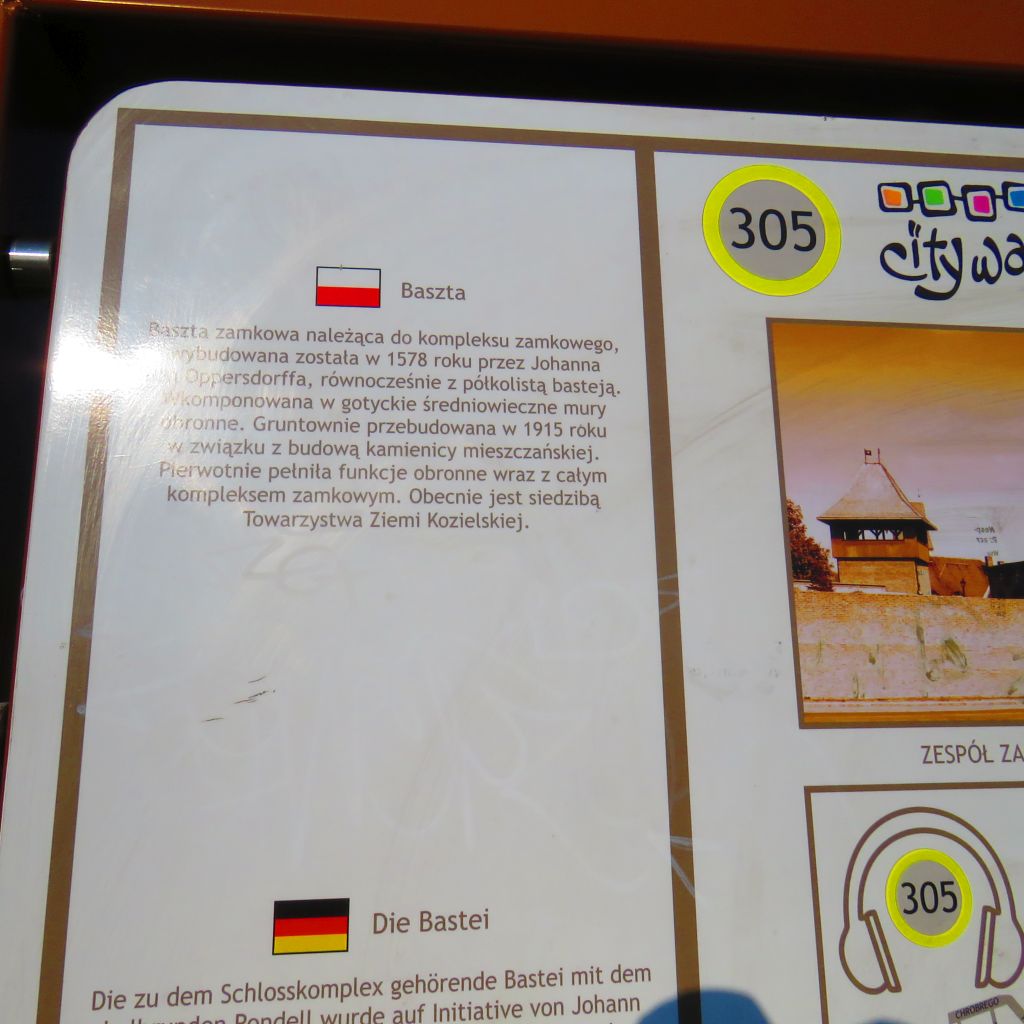 Baszta
Baszta zamkowa należąca do kompleksu zamkowego,
wybudowana została w 1578 roku przez Johanna
Oppersdorffa, równocześnie z półkolistą basteją.
Wkomponowana w gotyckie średniowieczne mury
obronne. Gruntownie przebudowana w 1915 roku
w związku z budową kamienicy mieszczańskiej.
Pierwotnie pełniła funkcje obronne wraz z całym
kompleksem zamkowym. Obecnie jest siedzibą
Towarzystwa Ziemi Kozielskiej.
Die Bastei
Die zu dem Schlosskomplex gehörende Bastei mit dem
Rondell wurde auf Initiative von Johann
305
city wa
ZESPÓŁ ZA
305
CHROBREGO